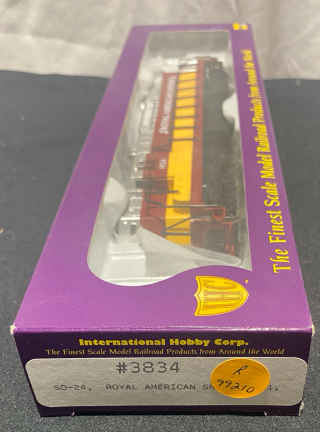 The Finest Scale Model Railroad Products from Around the World
IHC
International Hobby Corp.
The Finest Scale Model Railroad Products from Around the World
#3834
SD-24, ROYAL AMERICAN
R
99210